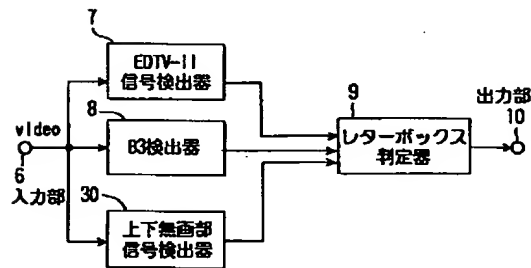 7
EDTV-II
信号検出器
8
B3検出器
video
6
入力部
30
上下無画部
信号検出器
9
レターボックス
判定器
出力部
10